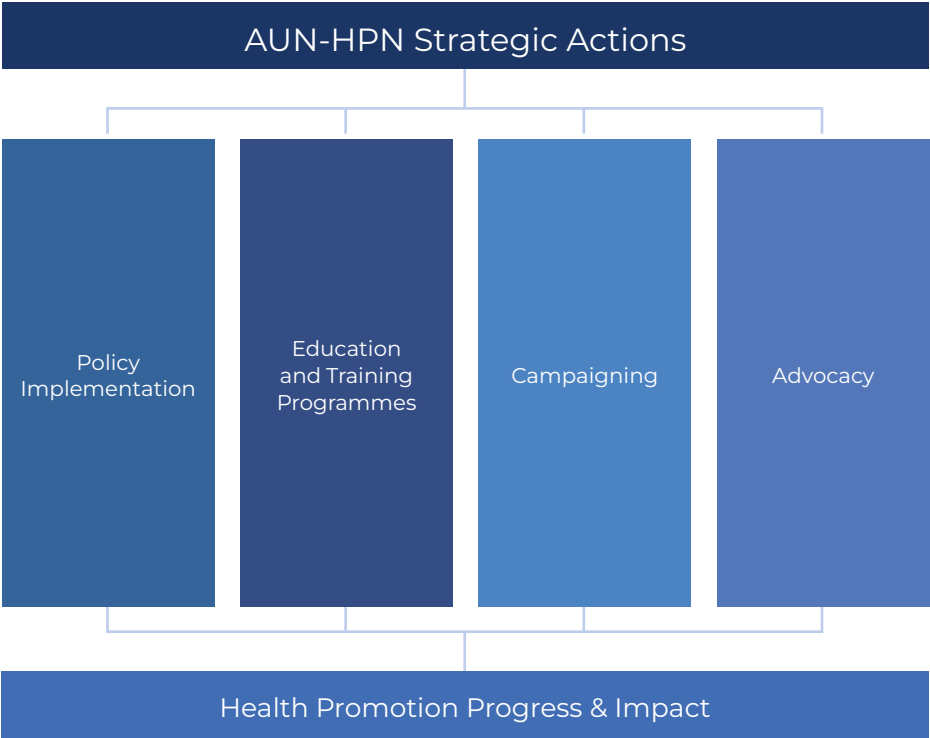 AUN-HPN Strategic Actions
Policy
Implementation
Education
and Training
Programmes
Campaigning
Advocacy
Health Promotion Progress & Impact